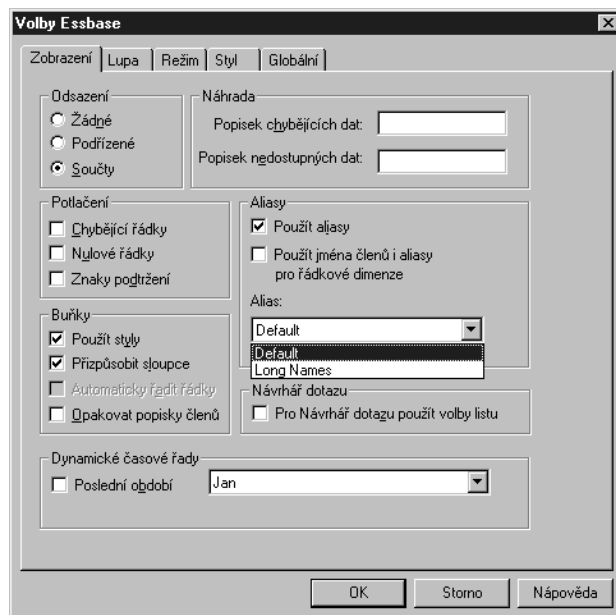 Volby Essbase
Zobrazení Lupa Režim Styl Globální
Odsazení
Žádné
Podřízené
Součty
Náhrada
Popisek chybějících dat:
Popisek nedostupných dat:
Potlačení
Chybějící řádky
Nulové řádky
Znaky podtržení
Aliasy
Použít aliasy
Použít jména členů i aliasy
pro řádkové dimenze
Alias:
Default
Default
Long Names
Buňky
Použít styly
Přizpůsobit sloupce
Automaticky řadit řádky
Opakovat popisky členů
Návrhář dotazu
Pro Návrhář dotazu použít volby listu
Dynamické časové řady
Poslední období
Jan
OK Storno Nápověda